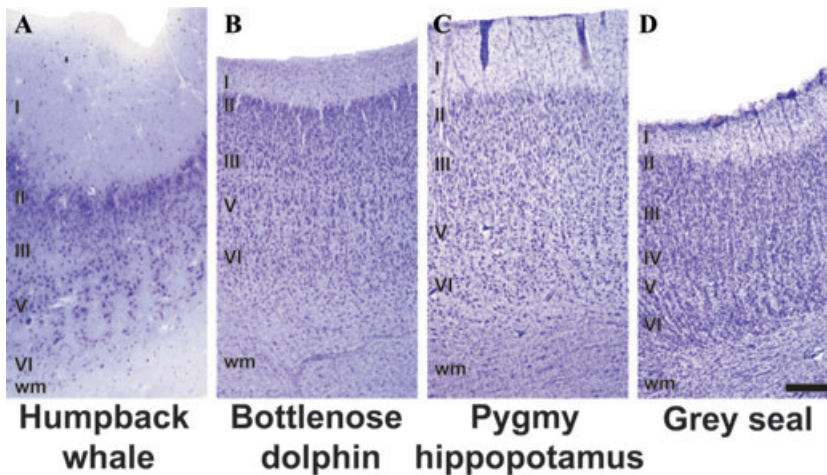 A
I
II
III
V
VI
wm
Humpback
whale
B
I
II
III
V
VI
wm
Bottlenose
dolphin
C
I
II
III
V
VI
wm
Pygmy
hippopotamus
D
I
II
III
IV
V
VI
wm
Grey seal